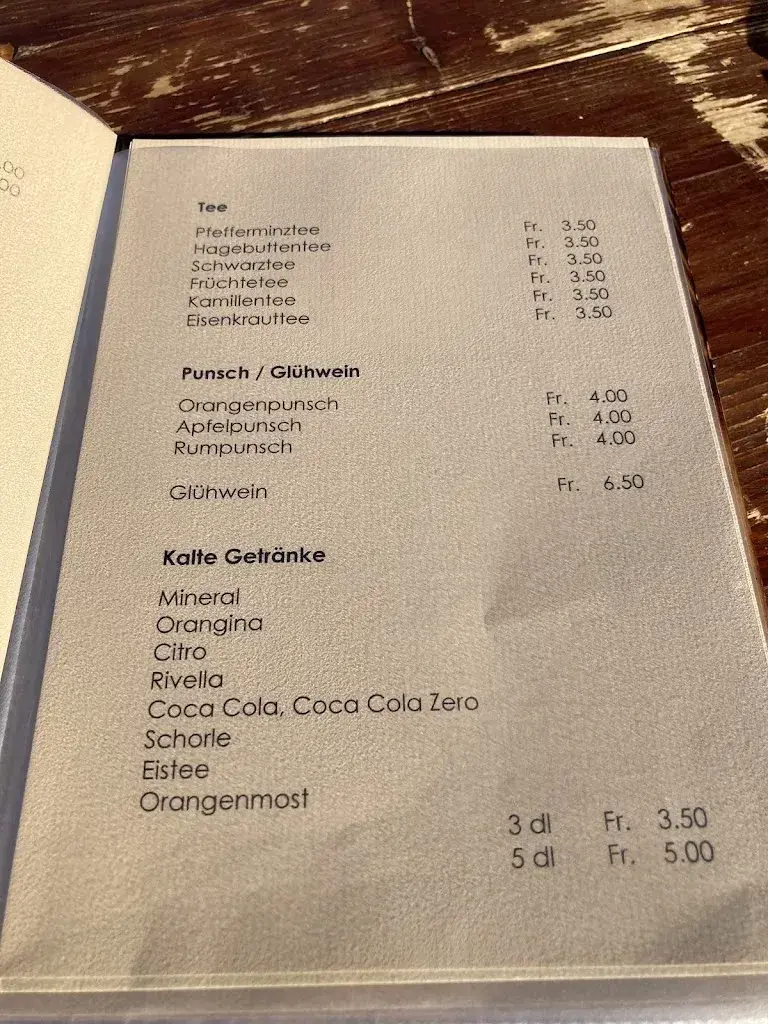 .00
00
Tee
Pfefferminztee Fr. 3.50
Hagebuttentee Fr. 3.50
Schwarztee Fr. 3.50
Früchtetee Fr. 3.50
Kamillentee Fr. 3.50
Eisenkrauttee Fr. 3.50
Punsch / Glühwein
Orangenpunsch Fr. 4.00
Apfelpunsch Fr. 4.00
Rumpunsch Fr. 4.00
Glühwein Fr. 6.50
Kalte Getränke
Mineral
Orangina
Citro
Rivella
Coca Cola, Coca Cola Zero
Schorle
Eistee
Orangenmost
3 dl Fr. 3.50
5 dl Fr. 5.00